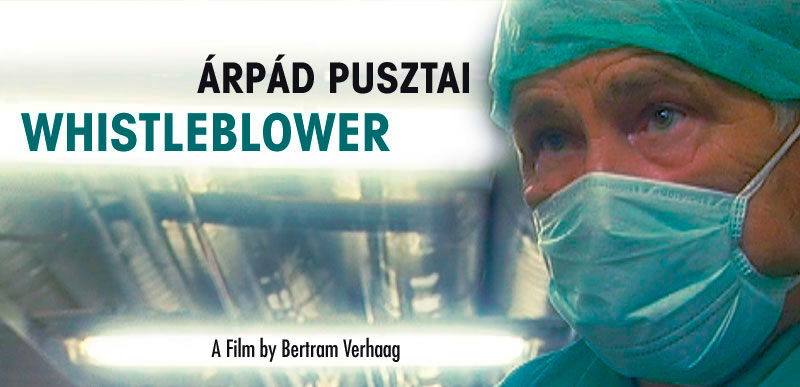 ÁRPÁD PUSZTAI
WHISTLEBLOWER
A Film by Bertram Verhaag